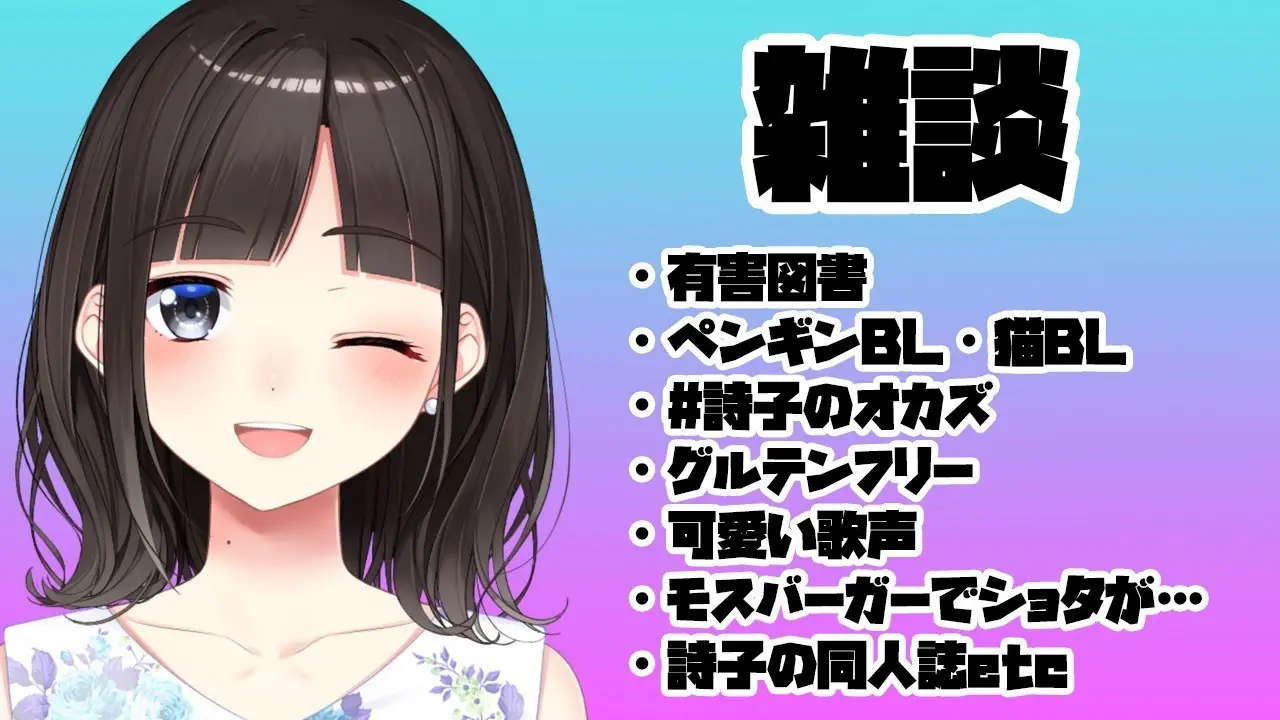 雑談
・有害図書
・ペンギンBL・猫BL
・#詩子のオカズ
・グルテンフリー
・可愛い歌声
・モスバーガーでショタが…
・詩子の同人誌etc